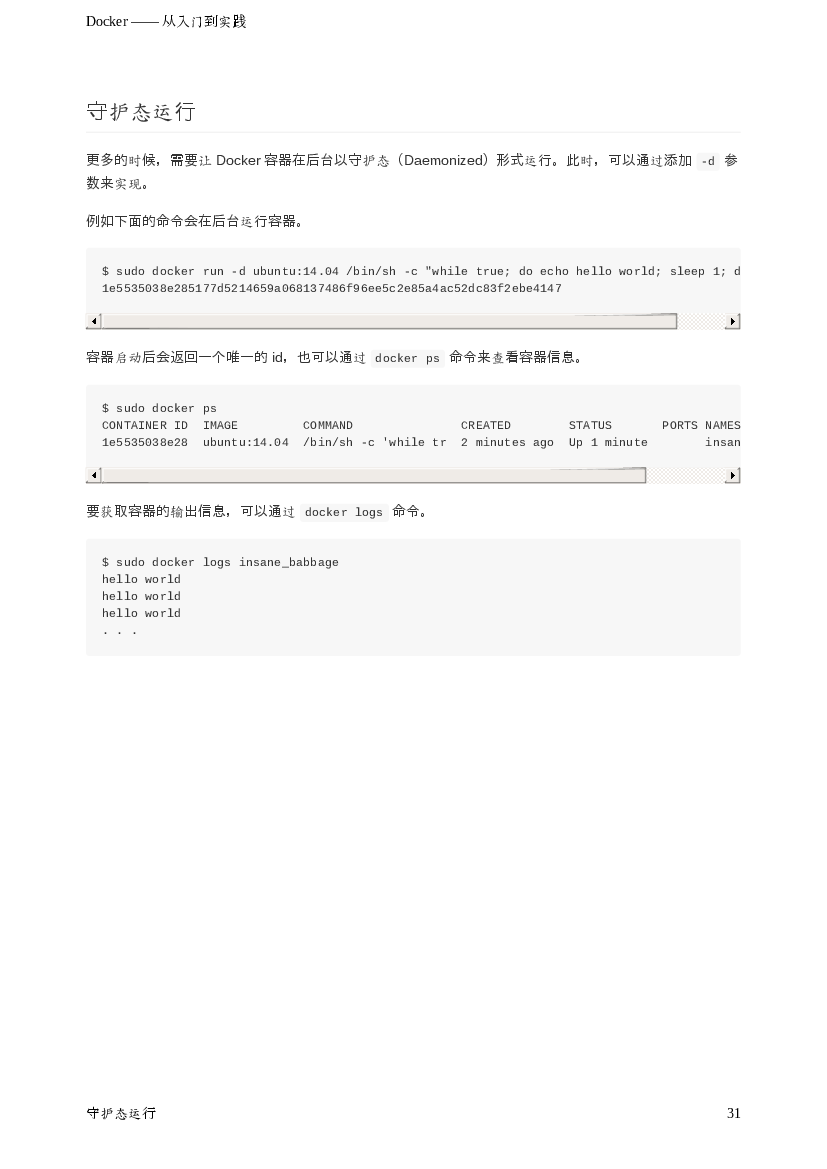 Docker —— 从入门到实践
守护态运行
更多的时候，需要让 Docker 容器在后台以守护态（Daemonized）形式运行。此时，可以通过添加 -d 参
数来实现。
例如下面的命令会在后台运行容器。
$ sudo docker run -d ubuntu:14.04 /bin/sh -c "while true; do echo hello world; sleep 1; d
1e5535038e285177d5214659a068137486f96ee5c2e85a4ac52dc83f2ebe4147
容器启动后会返回一个唯一的 id，也可以通过 docker ps 命令来查看容器信息。
$ sudo docker ps
CONTAINER ID  IMAGE         COMMAND               CREATED        STATUS       PORTS NAMES
1e5535038e28  ubuntu:14.04  /bin/sh -c 'while tr  2 minutes ago  Up 1 minute        insan
要获取容器的输出信息，可以通过 docker logs 命令。
$ sudo docker logs insane_babbage
hello world
hello world
hello world
. . .
守护态运行 31